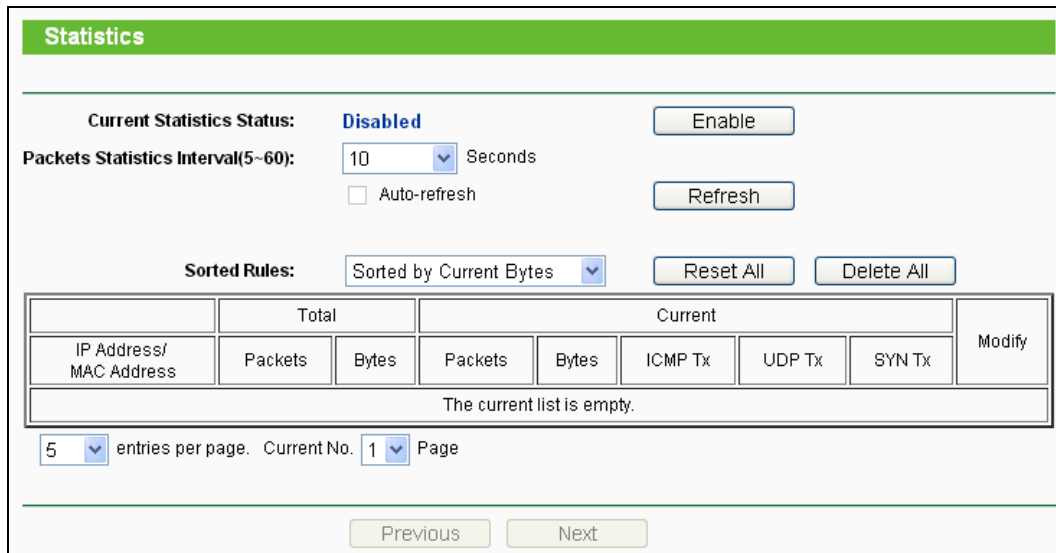 Statistics
Current Statistics Status: Disabled Enable
Packets Statistics Interval(5~60): 10 Seconds
Auto-refresh Refresh
Sorted Rules: Sorted by Current Bytes Reset All Delete All
Total Current Modify
IP Address/
MAC Address Packets Bytes Packets Bytes ICMP Tx UDP Tx SYN Tx
The current list is empty.
5 entries per page. Current No. 1 Page
Previous Next